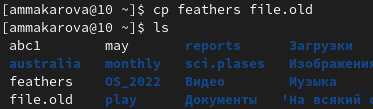 [ammakarova@10 ~]$ cp feathers file.old
[ammakarova@10 ~]$ ls
abc1 may reports Загрузки
australia monthly sci.plases Изображения
feathers OS_2022 Видео Музыка
file.old play Документы 'На всякий